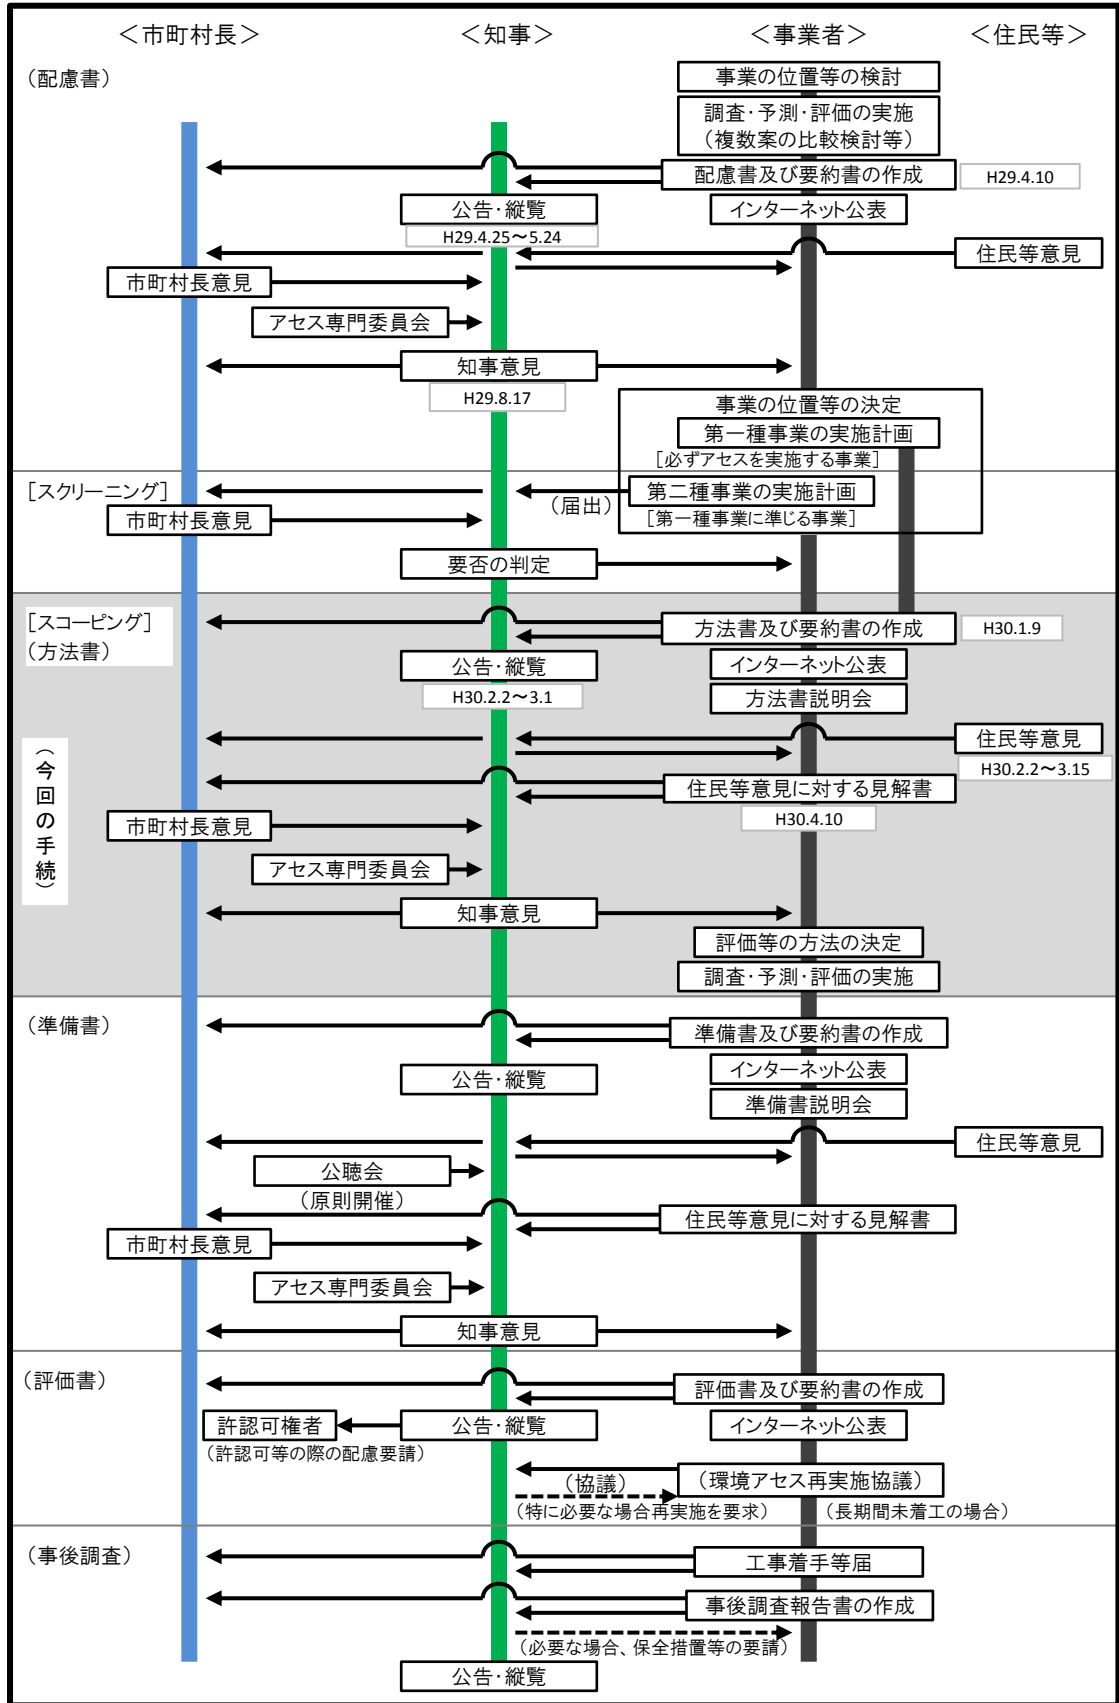 ＜市町村長＞
＜知事＞
＜事業者＞
＜住民等＞
（配慮書）
事業の位置等の検討
調査・予測・評価の実施
（複数案の比較検討等）
配慮書及び要約書の作成
H29.4.10
公告・縦覧
インターネット公表
H29.4.25～5.24
住民等意見
市町村長意見
アセス専門委員会
知事意見
H29.8.17
事業の位置等の決定
第一種事業の実施計画
［必ずアセスを実施する事業］
［スクリーニング］
（届出）
第二種事業の実施計画
市町村長意見
［第一種事業に準じる事業］
要否の判定
［スコーピング］
（方法書）
方法書及び要約書の作成
H30.1.9
公告・縦覧
インターネット公表
H30.2.2～3.1
方法書説明会
（今回の手続）
住民等意見
H30.2.2～3.15
住民等意見に対する見解書
市町村長意見
H30.4.10
アセス専門委員会
知事意見
評価等の方法の決定
調査・予測・評価の実施
（準備書）
準備書及び要約書の作成
公告・縦覧
インターネット公表
準備書説明会
住民等意見
公聴会
（原則開催）
住民等意見に対する見解書
市町村長意見
アセス専門委員会
知事意見
（評価書）
評価書及び要約書の作成
許認可権者
公告・縦覧
インターネット公表
（許認可等の際の配慮要請）
（協議）
（環境アセス再実施協議）
（特に必要な場合再実施を要求）
（長期間未着工の場合）
（事後調査）
工事着手等届
事後調査報告書の作成
（必要な場合、保全措置等の要請）
公告・縦覧